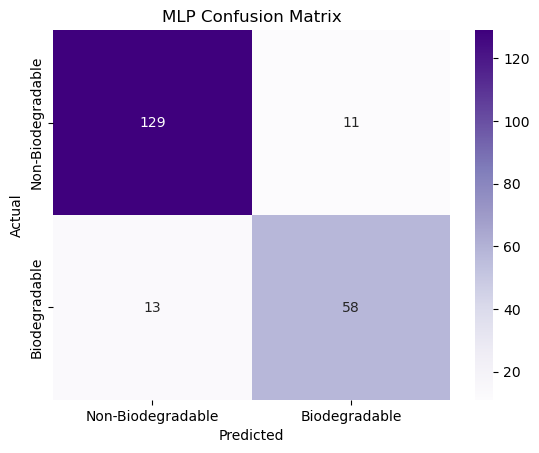 MLP Confusion Matrix
Non-Biodegradable
Biodegradable
Actual
129
11
13
58
Non-Biodegradable
Biodegradable
Predicted
120
100
80
60
40
20